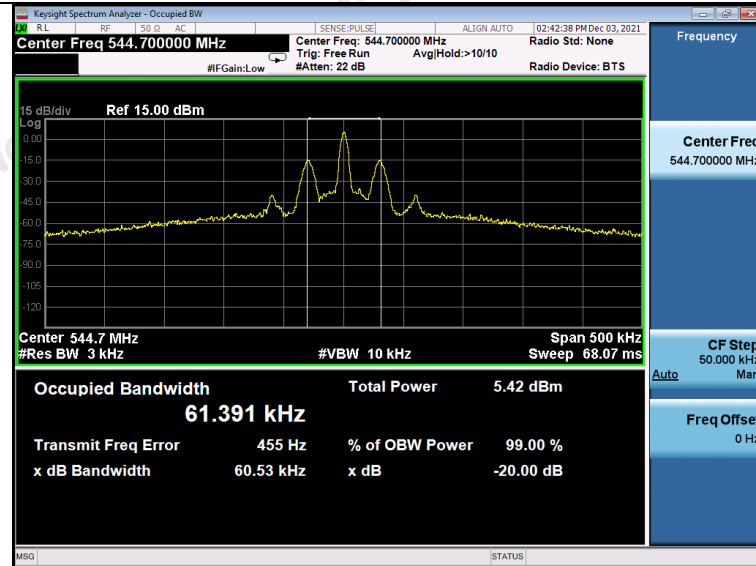 Keysight Spectrum Analyzer - Occupied BW
LXI RL RF 50 Ω AC SENSE:PULSE ALIGN AUTO 02:42:38 PM Dec 03, 2021
Center Freq 544.700000 MHz
Center Freq: 544.700000 MHz Radio Std: None
Trig: Free Run Avg|Hold:>10/10
#IFGain:Low #Atten: 22 dB Radio Device: BTS
Frequency
15 dB/div Ref 15.00 dBm
Log
0.00
-15.0
-30.0
-45.0
-60.0
-75.0
-90.0
-105
-120
Center 544.7 MHz Span 500 kHz
#Res BW 3 kHz #VBW 10 kHz Sweep 68.07 ms
Center Freq
544.700000 MHz
CF Step
50.000 kHz
Auto Man
Freq Offset
0 Hz
Occupied Bandwidth Total Power 5.42 dBm
61.391 kHz
Transmit Freq Error 455 Hz % of OBW Power 99.00 %
x dB Bandwidth 60.53 kHz x dB -20.00 dB
MSG STATUS